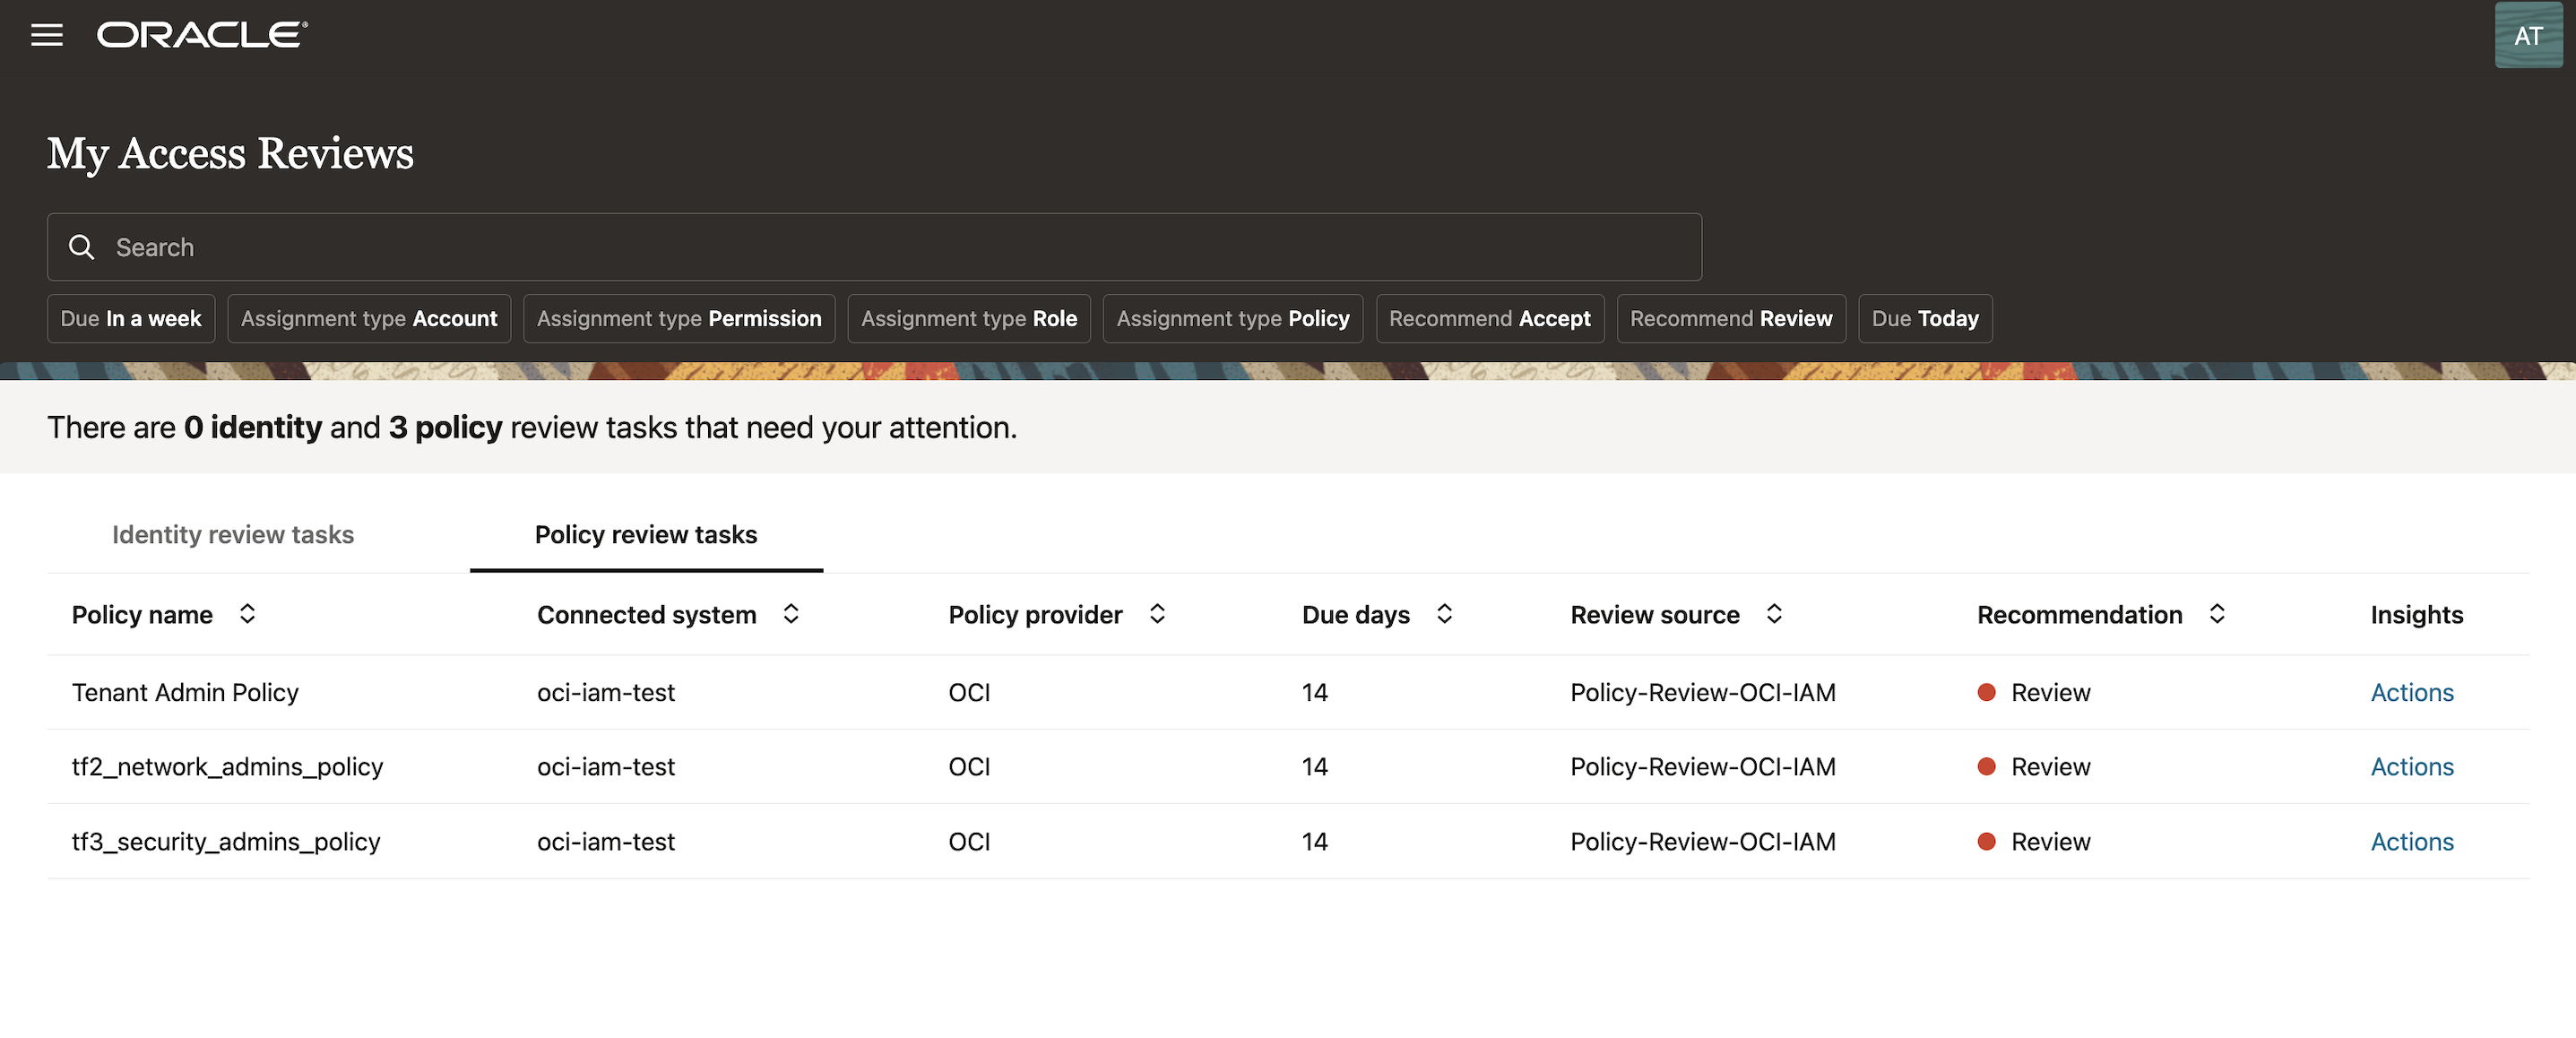 ORACLE®
AT
My Access Reviews
Search
Due In a week Assignment type Account Assignment type Permission Assignment type Role Assignment type Policy Recommend Accept Recommend Review Due Today
There are 0 identity and 3 policy review tasks that need your attention.
Identity review tasks Policy review tasks
Policy name Connected system Policy provider Due days Review source Recommendation Insights
Tenant Admin Policy oci-iam-test OCI 14 Policy-Review-OCI-IAM Review Actions
tf2_network_admins_policy oci-iam-test OCI 14 Policy-Review-OCI-IAM Review Actions
tf3_security_admins_policy oci-iam-test OCI 14 Policy-Review-OCI-IAM Review Actions